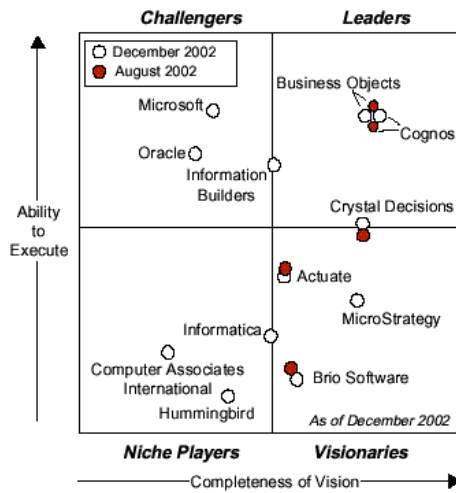 Challengers
Leaders
December 2002
August 2002
Business Objects
Microsoft
Cognos
Oracle
Information
Builders
Crystal Decisions
Ability
to
Execute
Actuate
MicroStrategy
Informatica
Computer Associates
International
Brio Software
Hummingbird
As of December 2002
Niche Players
Visionaries
Completeness of Vision